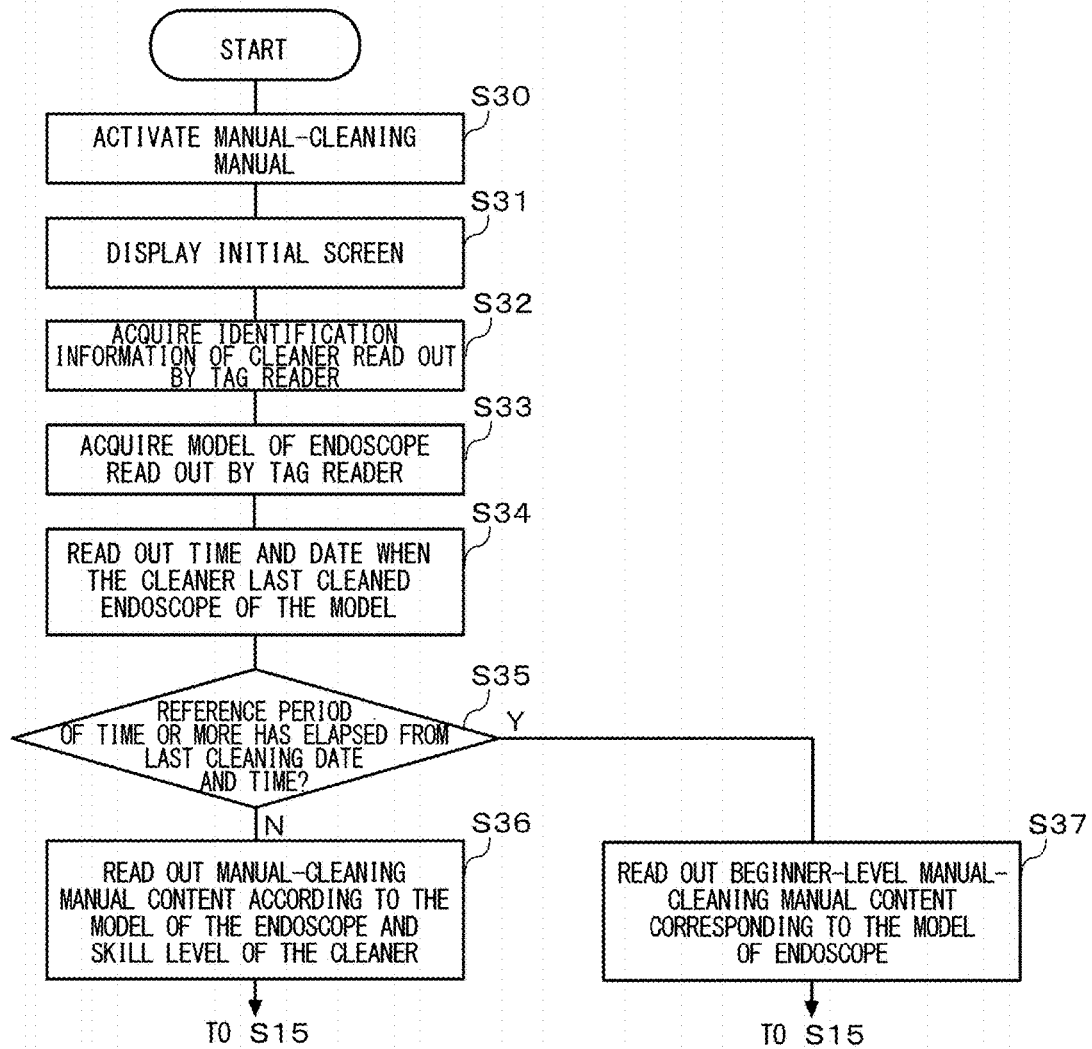 START
S30
ACTIVATE MANUAL-CLEANING
MANUAL
S31
DISPLAY INITIAL SCREEN
S32
ACQUIRE IDENTIFICATION
INFORMATION OF CLEANER READ OUT
BY TAG READER
S33
ACQUIRE MODEL OF ENDOSCOPE
READ OUT BY TAG READER
S34
READ OUT TIME AND DATE WHEN
THE CLEANER LAST CLEANED
ENDOSCOPE OF THE MODEL
S35
REFERENCE PERIOD
OF TIME OR MORE HAS ELAPSED FROM
LAST CLEANING DATE
AND TIME?
Y
N
S36
READ OUT MANUAL-CLEANING
MANUAL CONTENT ACCORDING TO THE
MODEL OF THE ENDOSCOPE AND
SKILL LEVEL OF THE CLEANER
TO S15
S37
READ OUT BEGINNER-LEVEL MANUAL-
CLEANING MANUAL CONTENT
CORRESPONDING TO THE MODEL
OF ENDOSCOPE
TO S15